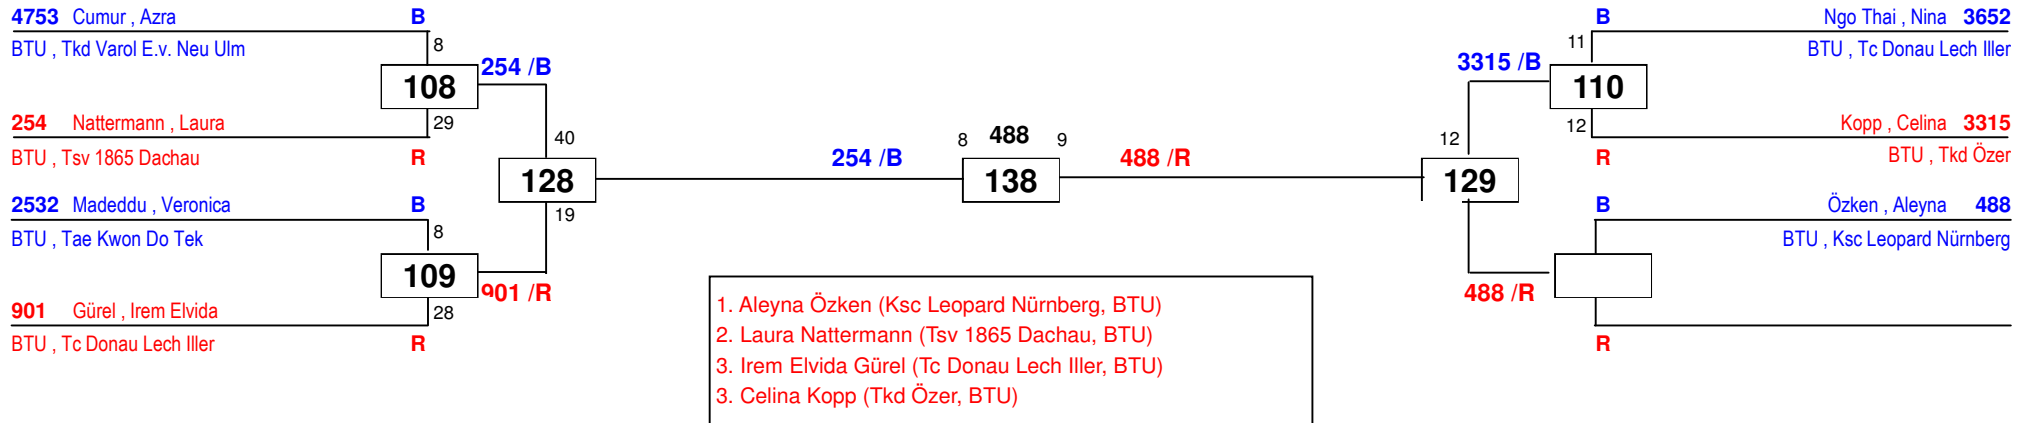 4753 Cumur , Azra B
BTU , Tkd Varol E.v. Neu Ulm
8
108
254 /B
29
254 Nattermann , Laura
BTU , Tsv 1865 Dachau R
40
128
19
2532 Madeddu , Veronica B
BTU , Tae Kwon Do Tek
8
109
901 /R
28
901 Gürel , Irem Elvida
BTU , Tc Donau Lech Iller R
254 /B
8 488 9
138
488 /R
B Ngo Thai , Nina 3652
BTU , Tc Donau Lech Iller
11
3315 /B
110
12
Kopp , Celina 3315
R BTU , Tkd Özer
12
129
B Özken , Aleyna 488
BTU , Ksc Leopard Nürnberg
488 /R
R
1. Aleyna Özken (Ksc Leopard Nürnberg, BTU)
2. Laura Nattermann (Tsv 1865 Dachau, BTU)
3. Irem Elvida Gürel (Tc Donau Lech Iller, BTU)
3. Celina Kopp (Tkd Özer, BTU)